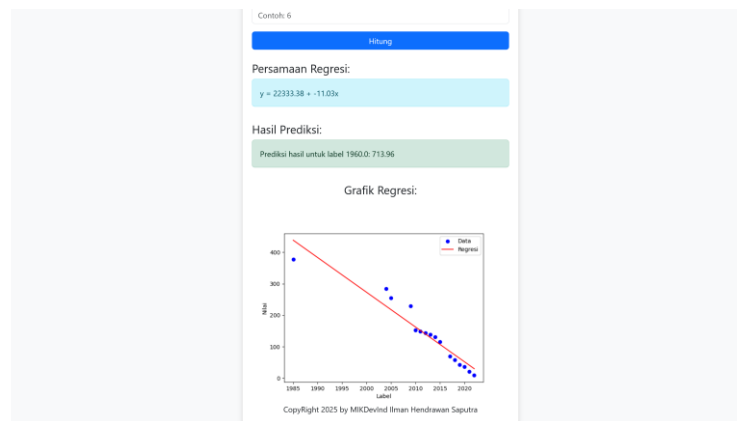 Contoh: 6
Hitung
Persamaan Regresi:
y = 22333.38 + -11.03x
Hasil Prediksi:
Prediksi hasil untuk label 1960.0: 713.96
Grafik Regresi:
Data
Regresi
400
300
200
100
0
Nilai
1985 1990 1995 2000 2005 2010 2015 2020
Label
CopyRight 2025 by MIKDevInd Ilman Hendrawan Saputra